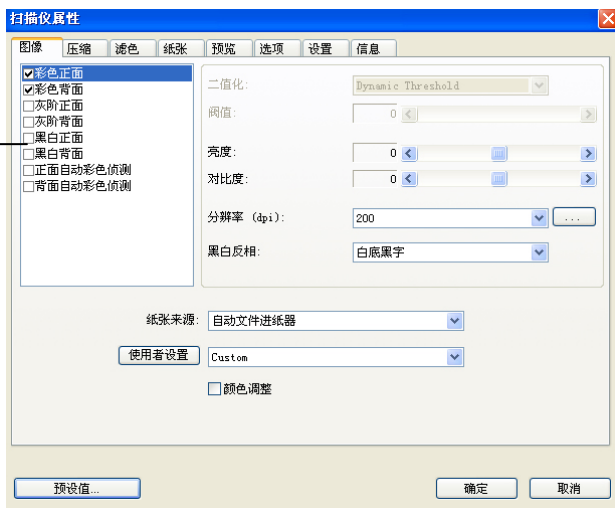 扫描仪属性
图像 压缩 滤色 纸张 预览 选项 设置 信息
彩色正面
彩色背面
灰阶正面
灰阶背面
黑白正面
黑白背面
正面自动彩色侦测
背面自动彩色侦测
二值化: Dynamic Threshold
阀值: 0
亮度: 0
对比度: 0
分辨率 (dpi): 200 ...
黑白反相: 白底黑字
纸张来源: 自动文件进纸器
使用者设置 Custom
颜色调整
预设值... 确定 取消